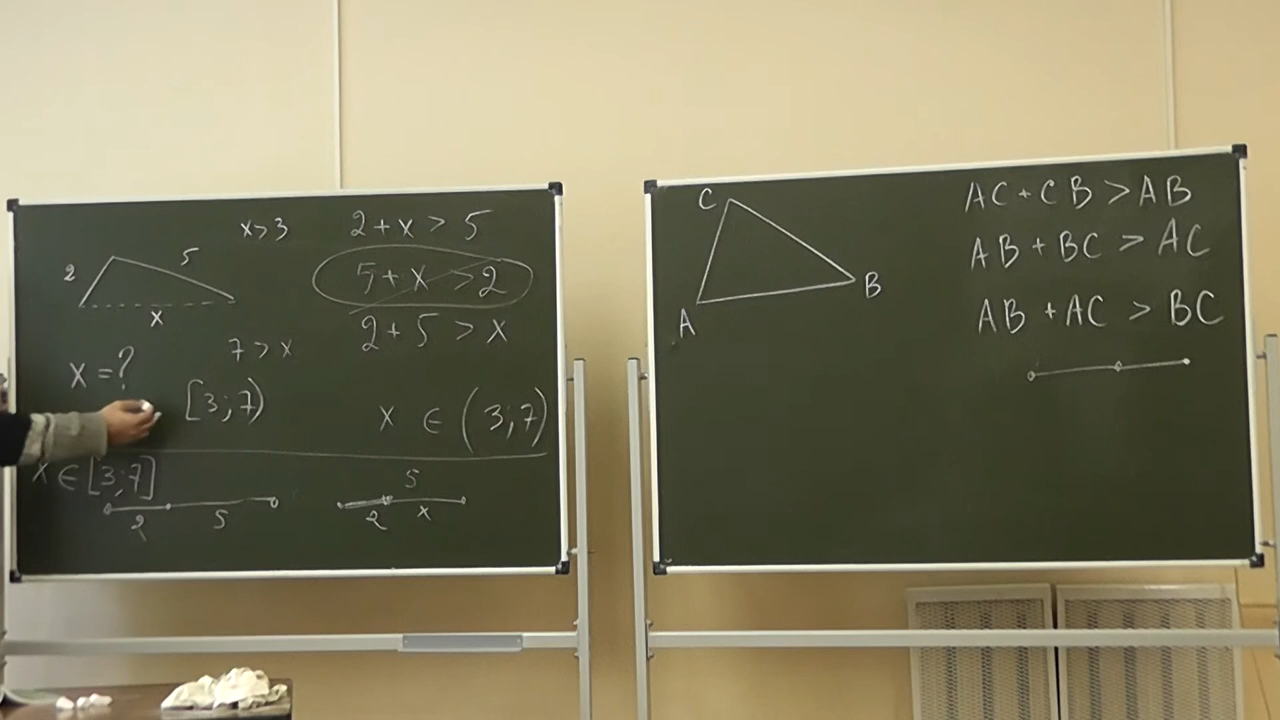 x>3
2+x>5
2
5
5+x>2
x
2+5>x
7>x
x=?
[3;7)
x∈(3;7)
x∈[3;7]
5
2
5
2
x
C
B
A
AC+CB>AB
AB+BC>AC
AB+AC>BC